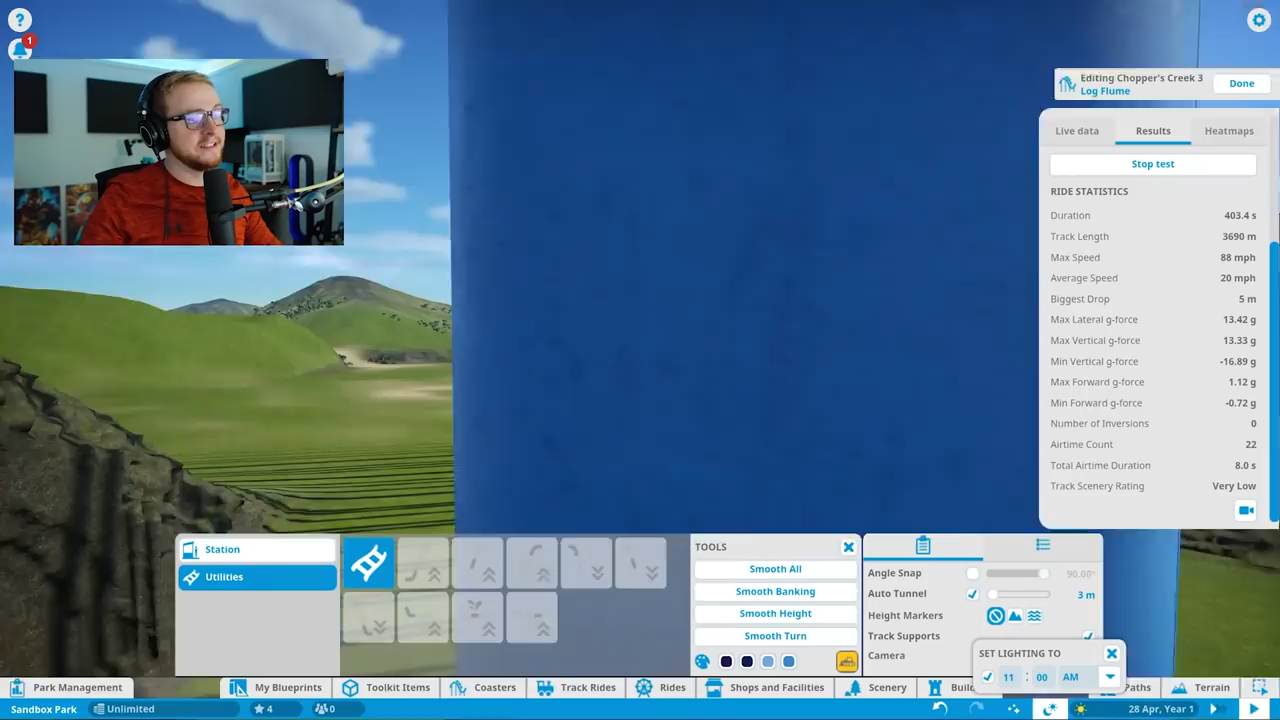 ?
1
Editing Chopper's Creek 3
Log Flume
Done
Live data
Results
Heatmaps
Stop test
RIDE STATISTICS
Duration 403.4 s
Track Length 3690 m
Max Speed 88 mph
Average Speed 20 mph
Biggest Drop 5 m
Max Lateral g-force 13.42 g
Max Vertical g-force 13.33 g
Min Vertical g-force -16.89 g
Max Forward g-force 1.12 g
Min Forward g-force -0.72 g
Number of Inversions 0
Airtime Count 22
Total Airtime Duration 8.0 s
Track Scenery Rating Very Low
Station
Utilities
TOOLS
Smooth All
Smooth Banking
Smooth Height
Smooth Turn
Angle Snap 90.00°
Auto Tunnel 3 m
Height Markers
Track Supports
Camera
SET LIGHTING TO
11 : 00 AM
Park Management
My Blueprints
Toolkit Items
Coasters
Track Rides
Rides
Shops and Facilities
Scenery
Paths
Terrain
Sandbox Park
Unlimited
4
0
28 Apr, Year 1